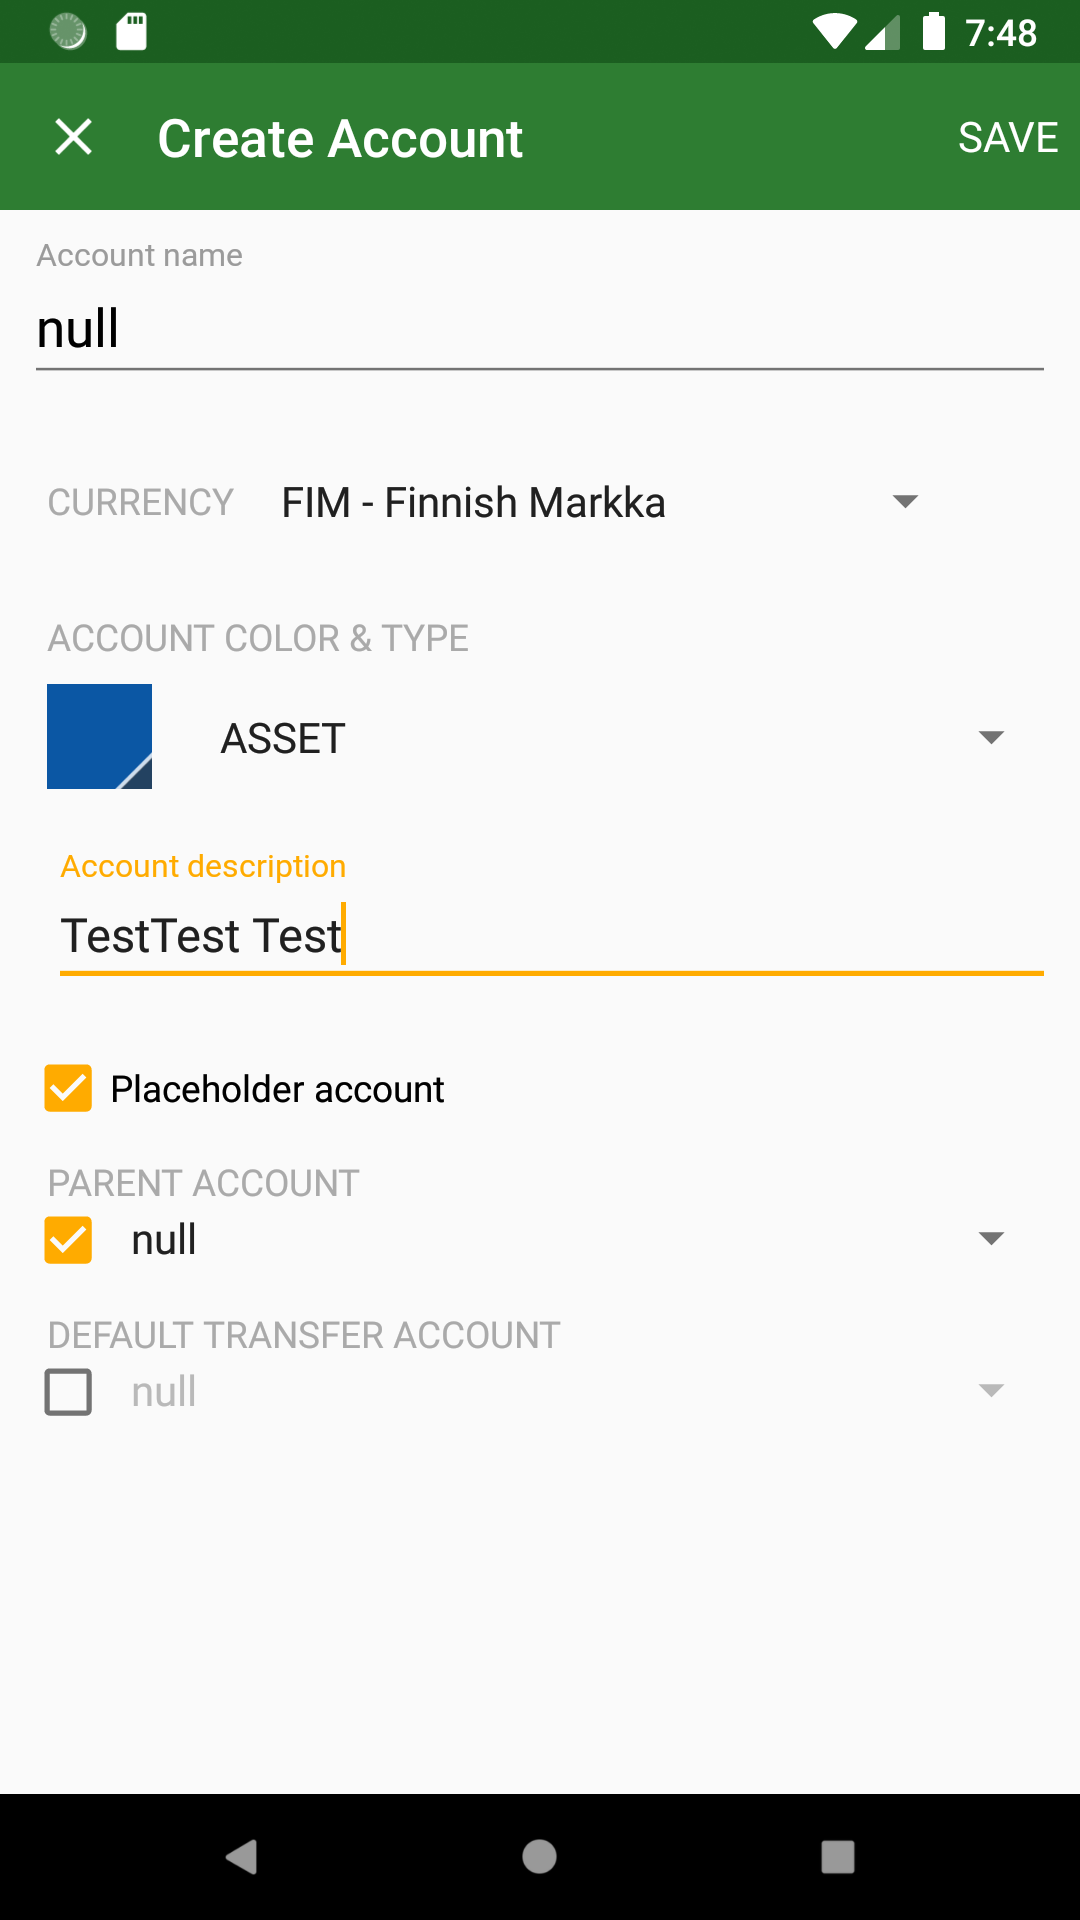 7:48
Create Account
SAVE
Account name
null
CURRENCY FIM - Finnish Markka
ACCOUNT COLOR & TYPE
ASSET
Account description
TestTest Test
Placeholder account
PARENT ACCOUNT
null
DEFAULT TRANSFER ACCOUNT
null